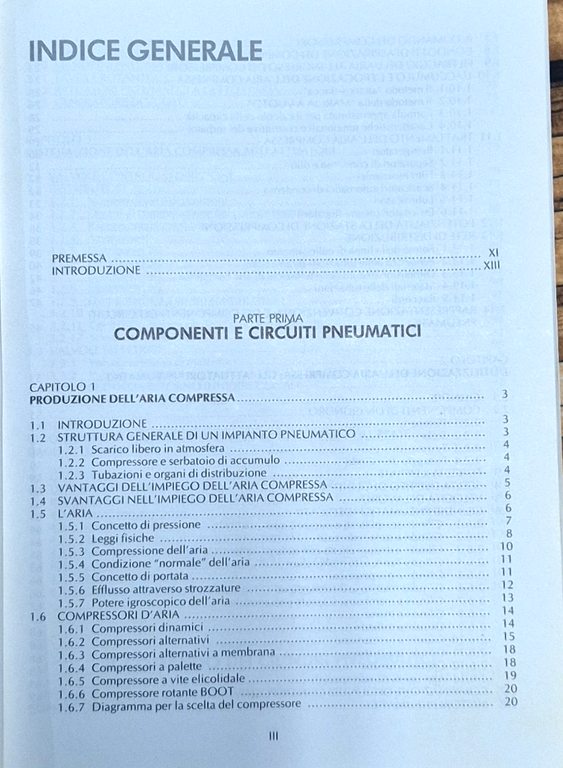 INDICE GENERALE
PREMESSA ........ XI
INTRODUZIONE ........ XIII
PARTE PRIMA
COMPONENTI E CIRCUITI PNEUMATICI
CAPITOLO 1
PRODUZIONE DELL'ARIA COMPRESSA ........ 3
1.1 INTRODUZIONE ........ 3
1.2 STRUTTURA GENERALE DI UN IMPIANTO PNEUMATICO ........ 3
1.2.1 Scarico libero in atmosfera ........ 4
1.2.2 Compressore e serbatoio di accumulo ........ 4
1.2.3 Tubazioni e organi di distribuzione ........ 4
1.3 VANTAGGI DELL'IMPIEGO DELL'ARIA COMPRESSA ........ 5
1.4 SVANTAGGI NELL'IMPIEGO DELL'ARIA COMPRESSA ........ 6
1.5 L'ARIA ........ 6
1.5.1 Concetto di pressione ........ 7
1.5.2 Leggi fisiche ........ 8
1.5.3 Compressione dell'aria ........ 10
1.5.4 Condizione "normale" dell'aria ........ 11
1.5.5 Concetto di portata ........ 11
1.5.6 Efflusso attraverso strozzature ........ 12
1.5.7 Potere igroscopico dell'aria ........ 13
1.6 COMPRESSORI D'ARIA ........ 14
1.6.1 Compressori dinamici ........ 14
1.6.2 Compressori alternativi ........ 15
1.6.3 Compressori alternativi a membrana ........ 18
1.6.4 Compressori a palette ........ 18
1.6.5 Compressore a vite elicoidale ........ 19
1.6.6 Compressore rotante BOOT ........ 20
1.6.7 Diagramma per la scelta del compressore ........ 20
III